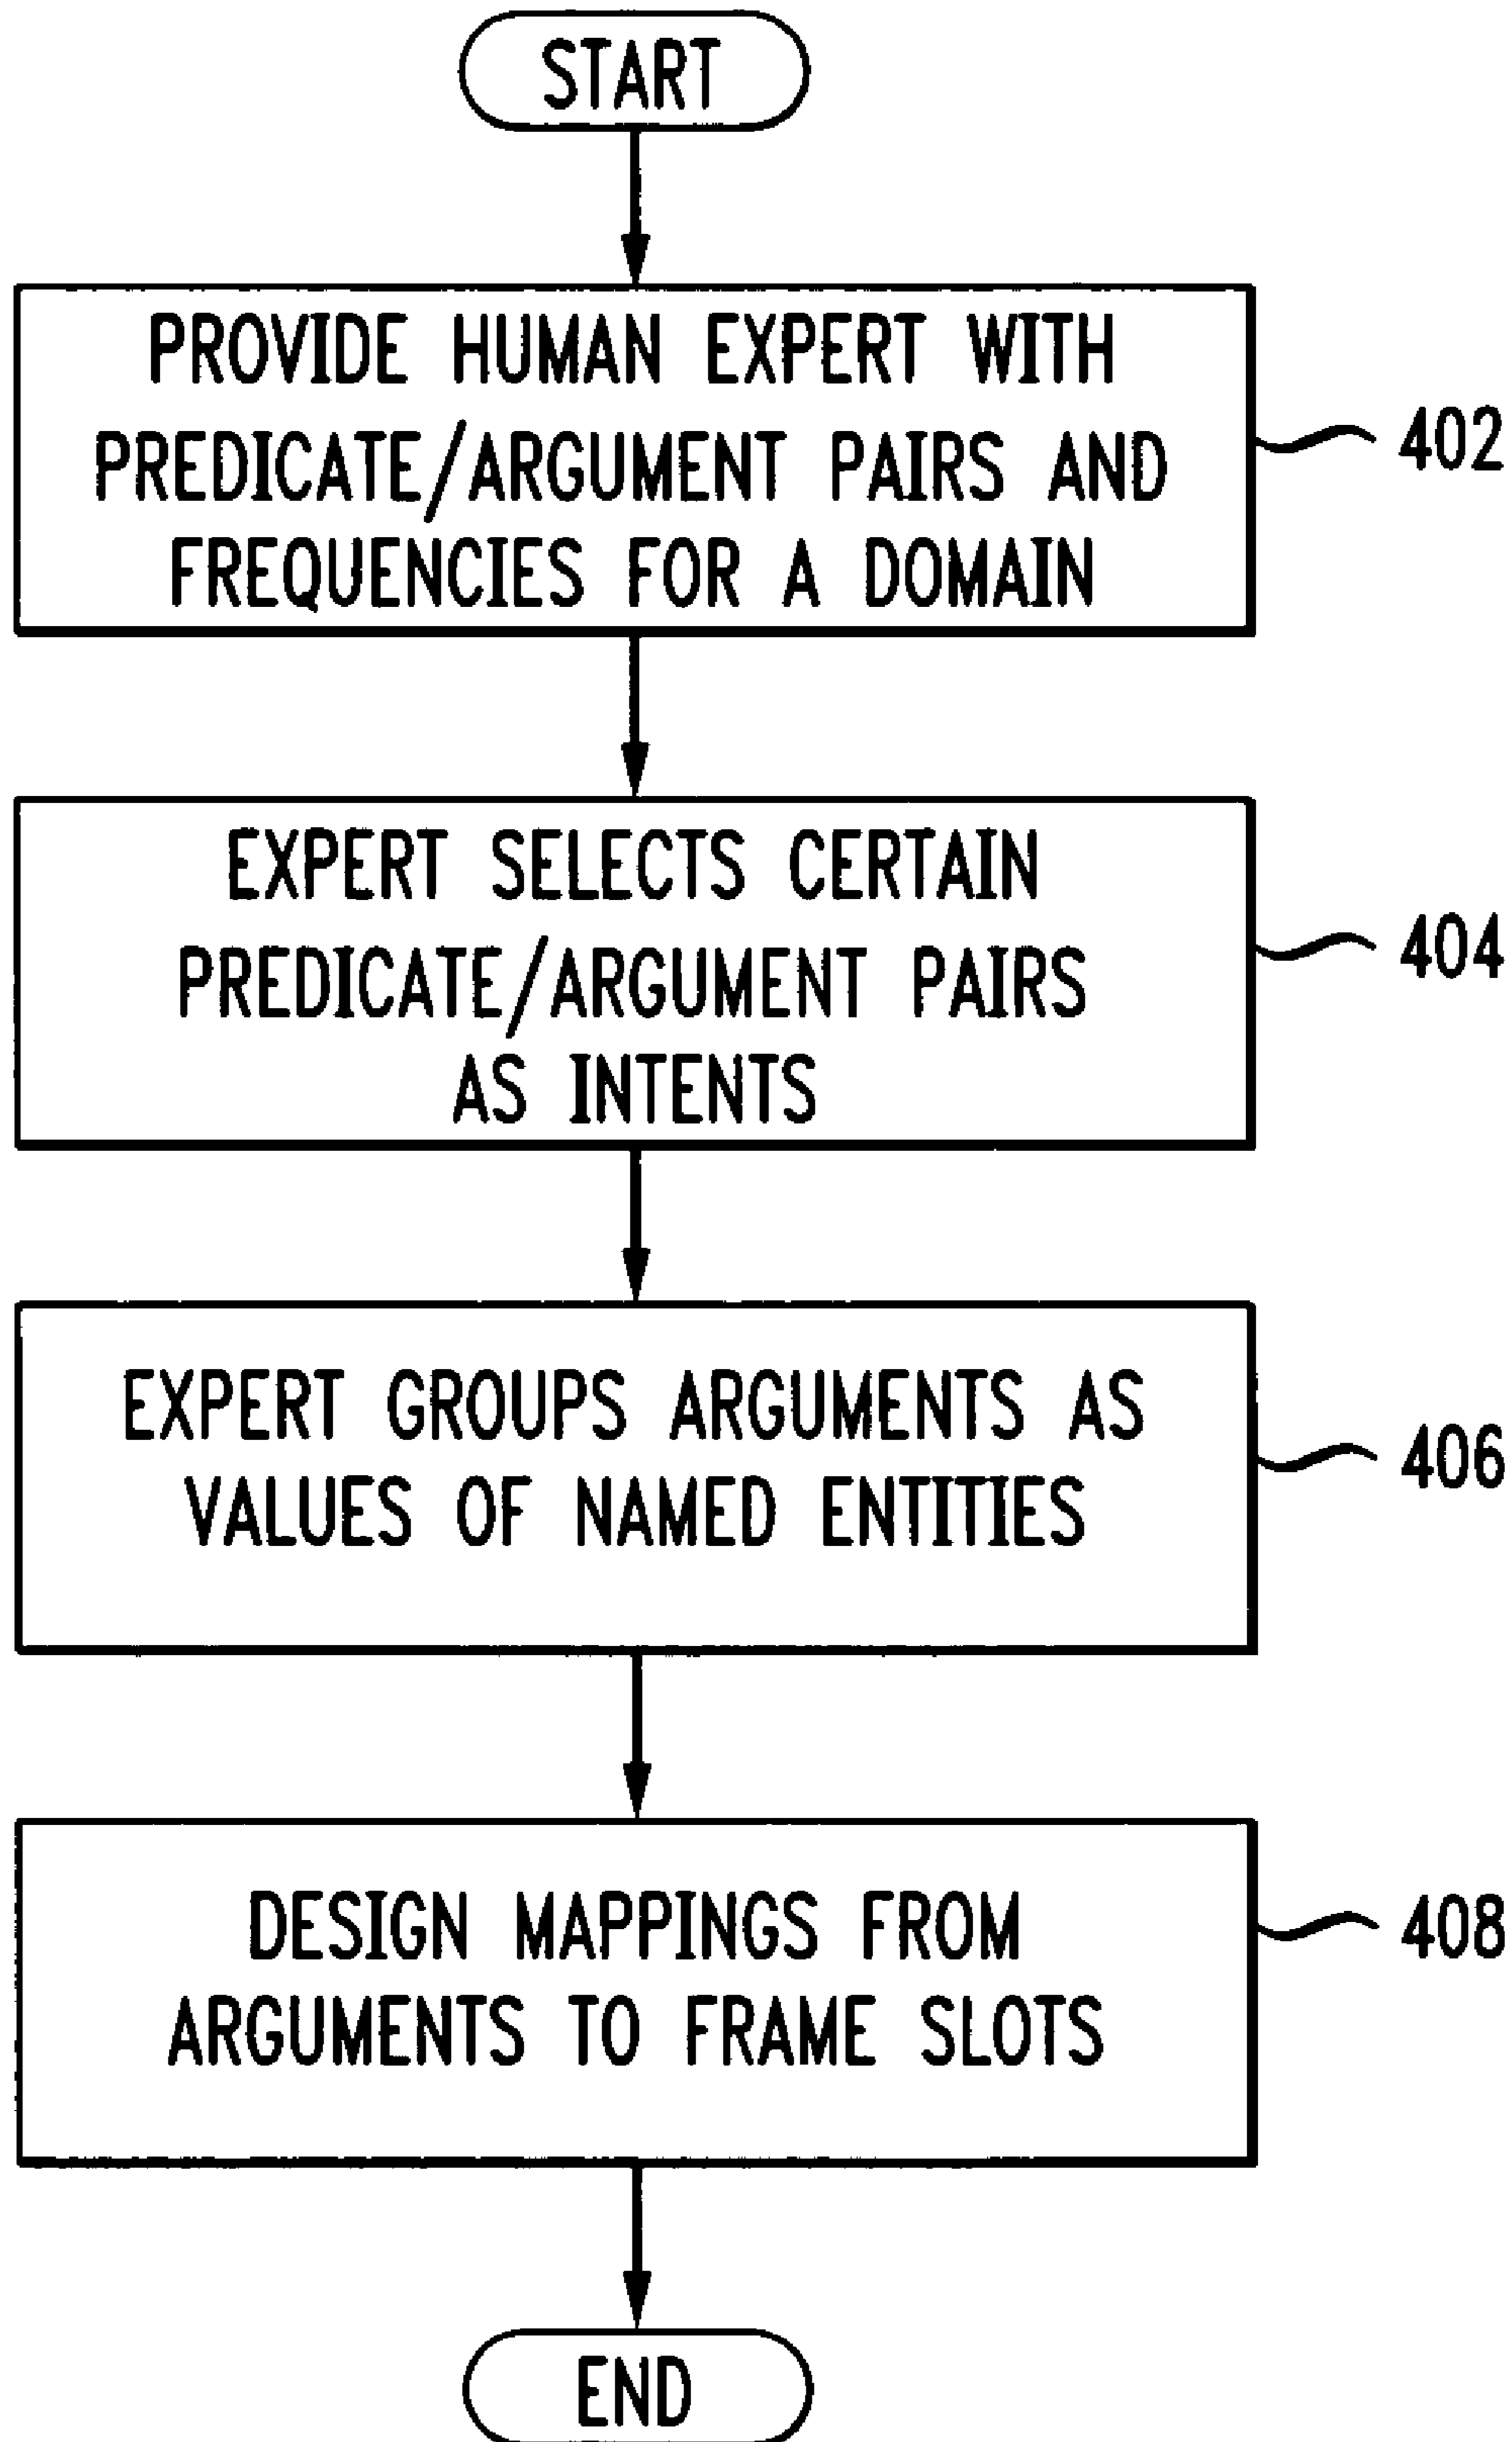 START
PROVIDE HUMAN EXPERT WITH
PREDICATE/ARGUMENT PAIRS AND
FREQUENCIES FOR A DOMAIN
402
EXPERT SELECTS CERTAIN
PREDICATE/ARGUMENT PAIRS
AS INTENTS
404
EXPERT GROUPS ARGUMENTS AS
VALUES OF NAMED ENTITIES
406
DESIGN MAPPINGS FROM
ARGUMENTS TO FRAME SLOTS
408
END